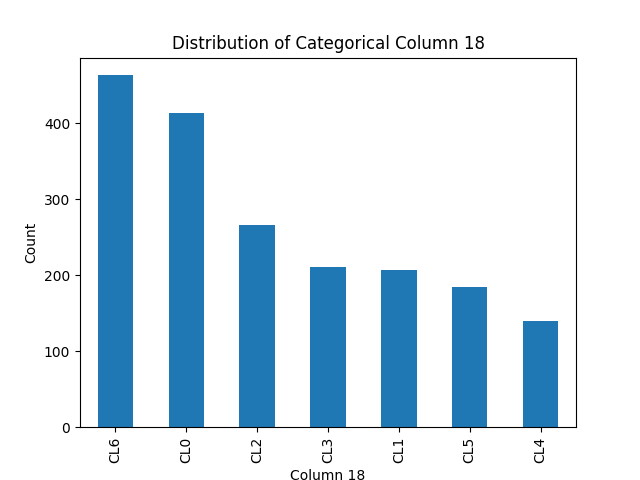 Distribution of Categorical Column 18
Count
400
300
200
100
0
CL6 CL0 CL2 CL3 CL1 CL5 CL4
Column 18